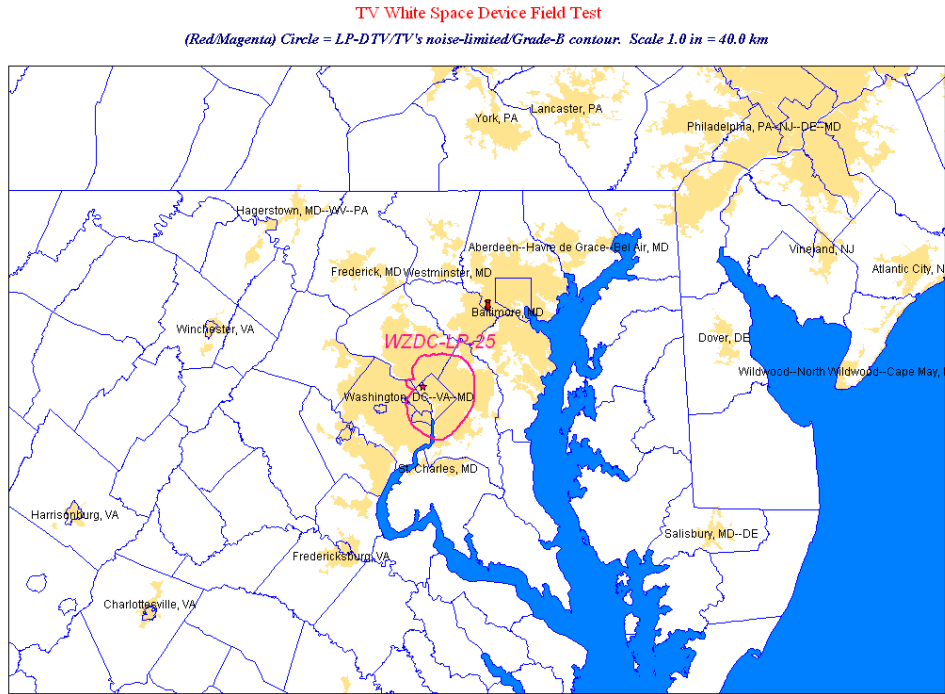 TV White Space Device Field Test
(Red/Magenta) Circle = LP-DTV/TV's noise-limited/Grade-B contour. Scale 1.0 in = 40.0 km
Lancaster, PA
York, PA
Philadelphia, PA--NJ--DE--MD
Hagerstown, MD--WV--PA
Aberdeen--Havre de Grace--Bel Air, MD
Vineland, NJ
Frederick, MD
Westminster, MD
Atlantic City, N
Baltimore, MD
Winchester, VA
WZDC-LP-25
Dover, DE
Wildwood--North Wildwood--Cape May,
Washington, DC--VA--MD
St. Charles, MD
Harrisonburg, VA
Salisbury, MD--DE
Fredericksburg, VA
Charlottesville, VA